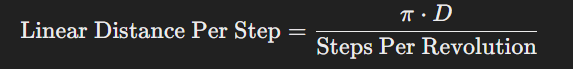 Linear Distance Per Step = π · D / Steps Per Revolution